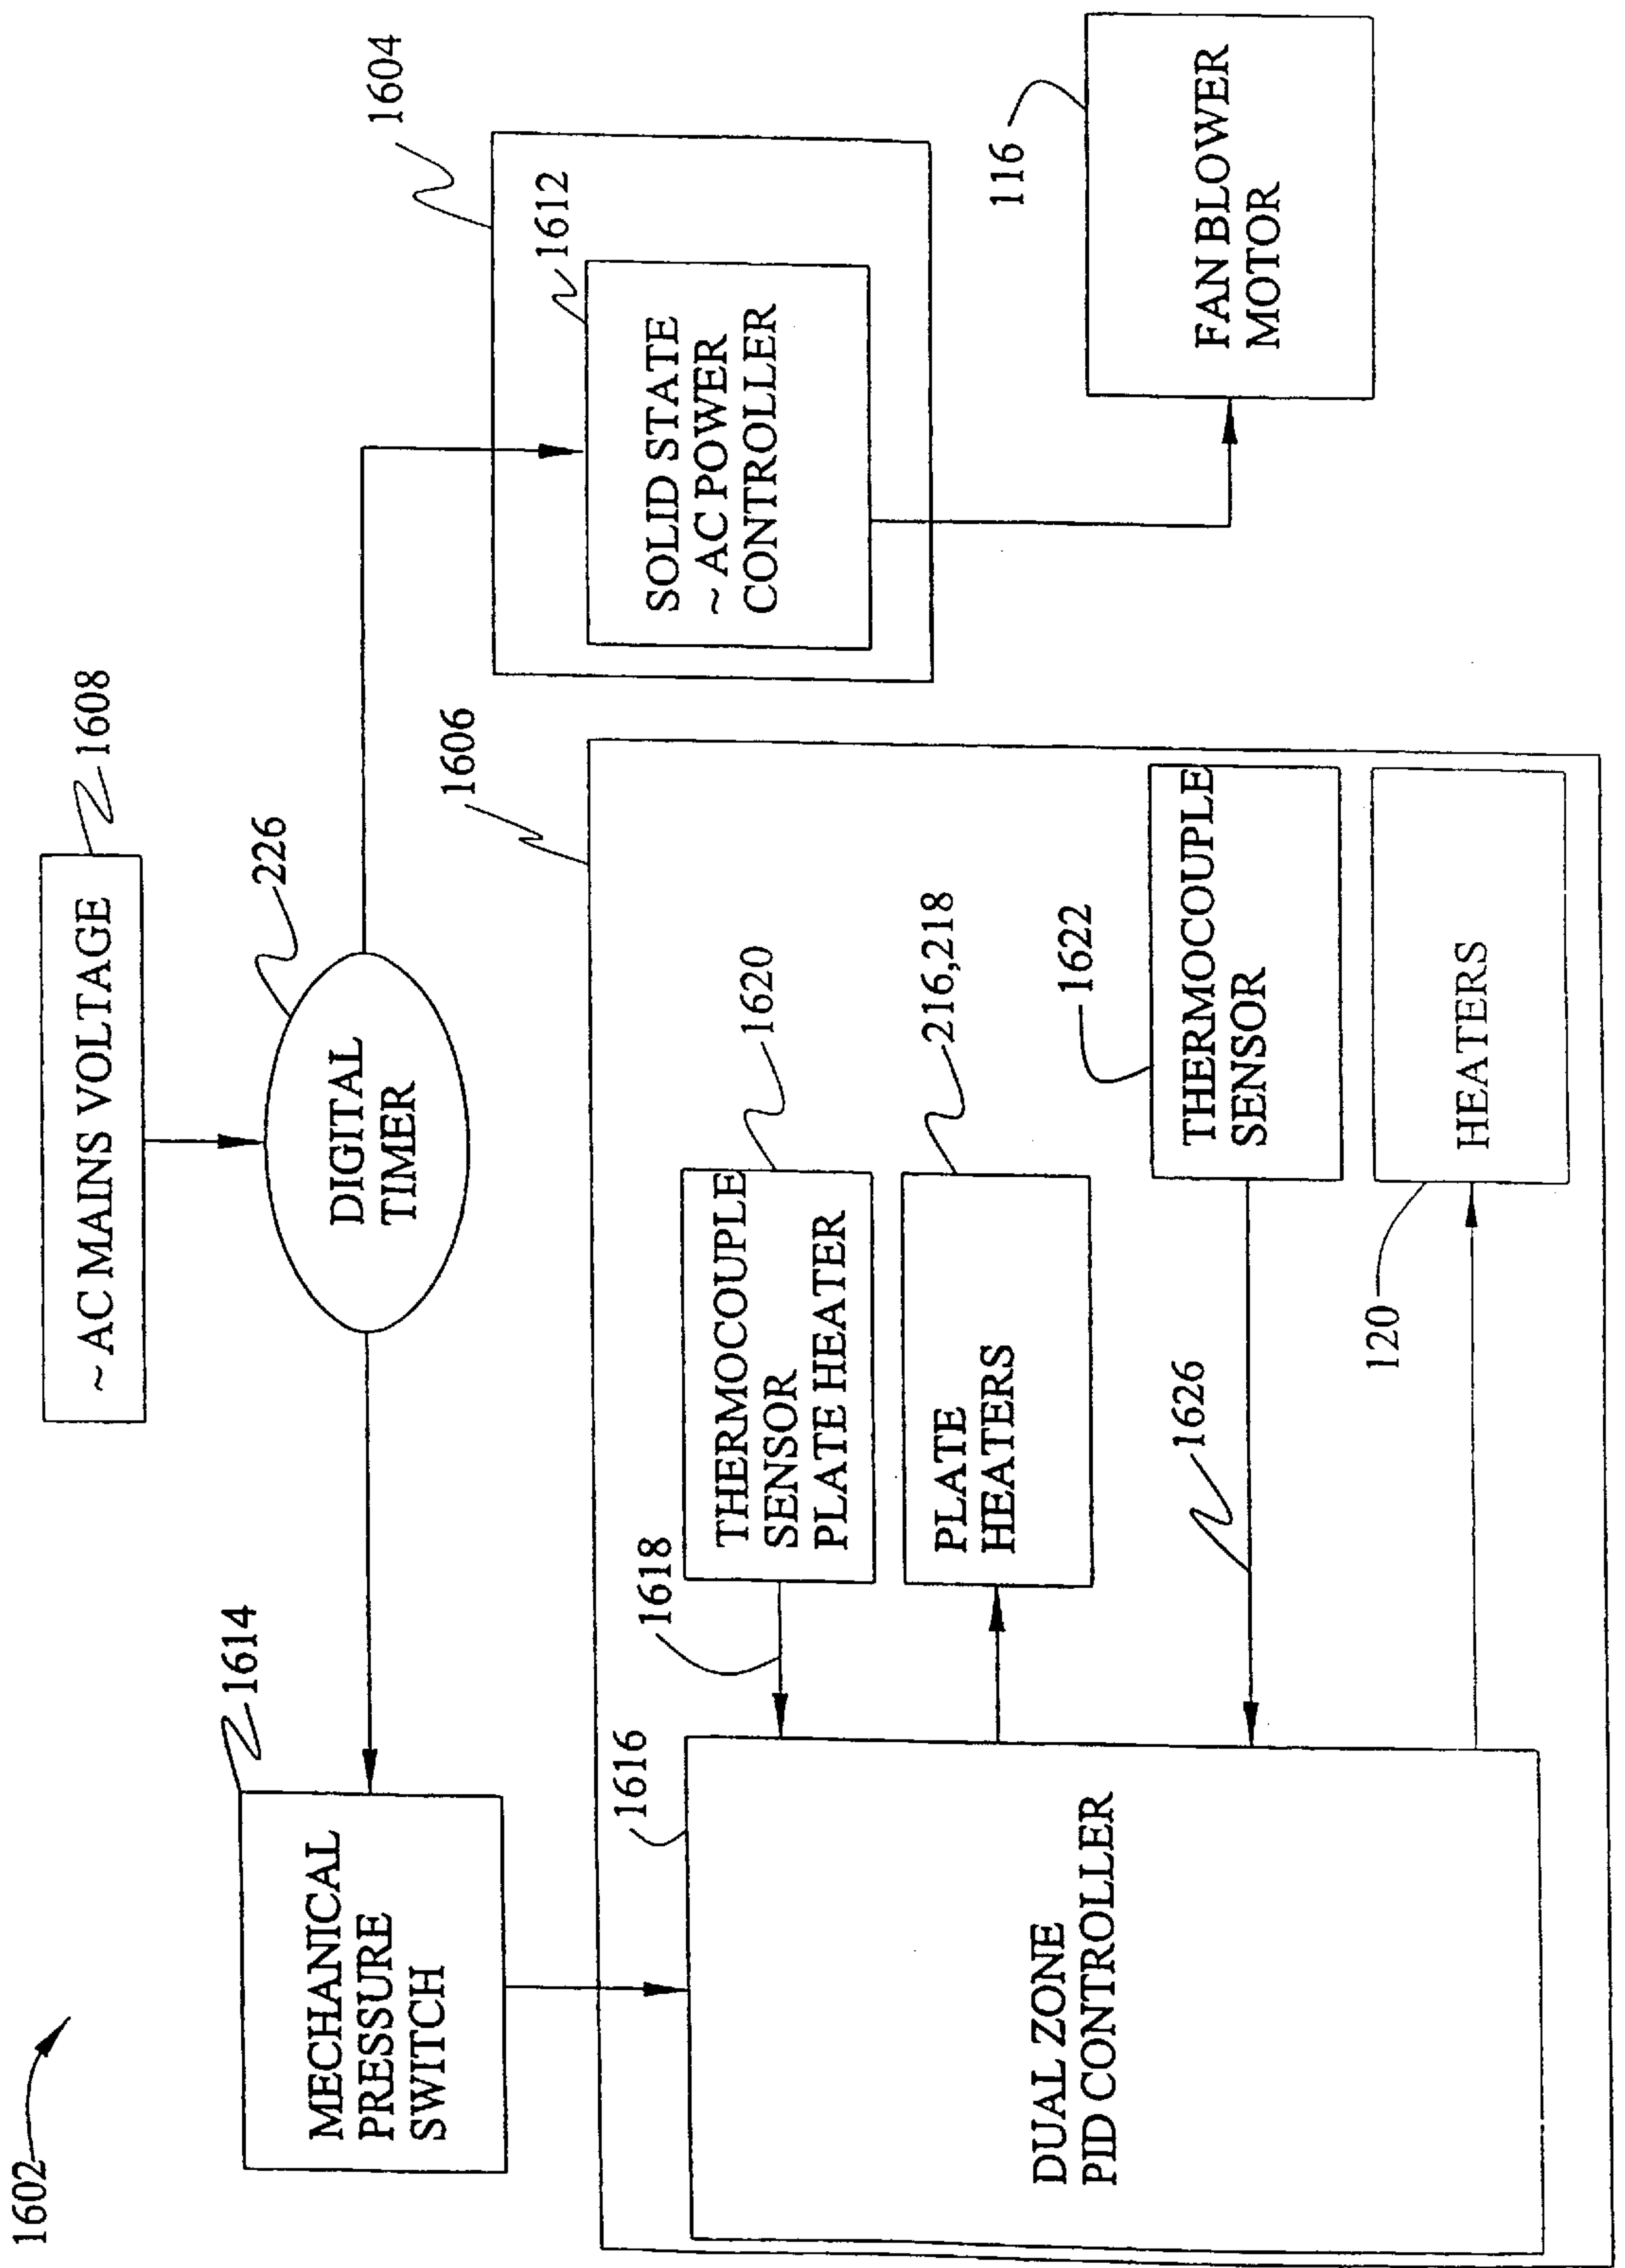 1602
~ AC MAINS VOLTAGE
1608
226
DIGITAL
TIMER
1614
MECHANICAL
PRESSURE
SWITCH
1604
1612
SOLID STATE
~ AC POWER
CONTROLLER
116
FAN BLOWER
MOTOR
1606
1616
DUAL ZONE
PID CONTROLLER
1618
THERMOCOUPLE
SENSOR
PLATE HEATER
1620
PLATE
HEATERS
216,218
1626
1622
THERMOCOUPLE
SENSOR
120
HEATERS